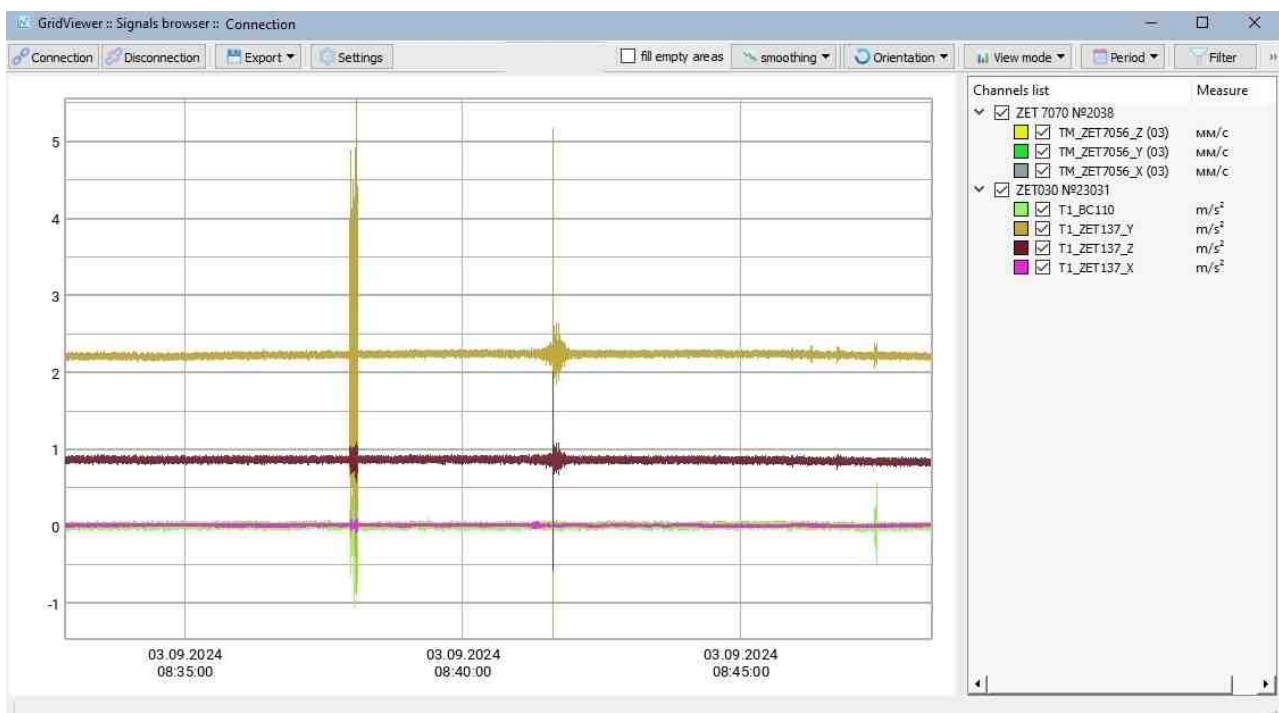 GridViewer :: Signals browser :: Connection
Connection Disconnection Export Settings fill empty areas smoothing Orientation View mode Period Filter »
Channels list Measure
ZET 7070 №2038
TM_ZET7056_Z (03) мм/с
TM_ZET7056_Y (03) мм/с
TM_ZET7056_X (03) мм/с
ZET030 №23031
T1_BC110 m/s²
T1_ZET137_Y m/s²
T1_ZET137_Z m/s²
T1_ZET137_X m/s²
5
4
3
2
1
0
-1
03.09.2024 03.09.2024 03.09.2024
08:35:00 08:40:00 08:45:00